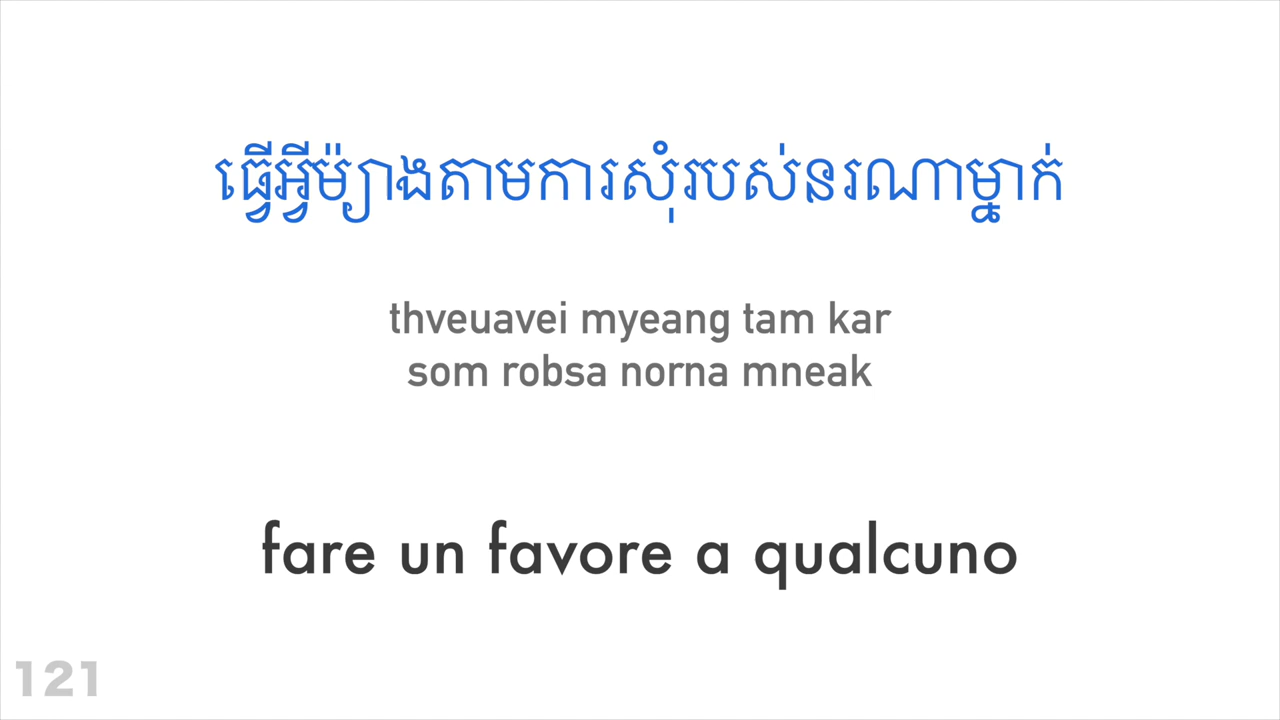 ធ្វើអ្វីម៉្យាងតាមការសុំរបស់នរណាម្នាក់
thveuavei myeang tam kar
som robsa norna mneak
fare un favore a qualcuno
121